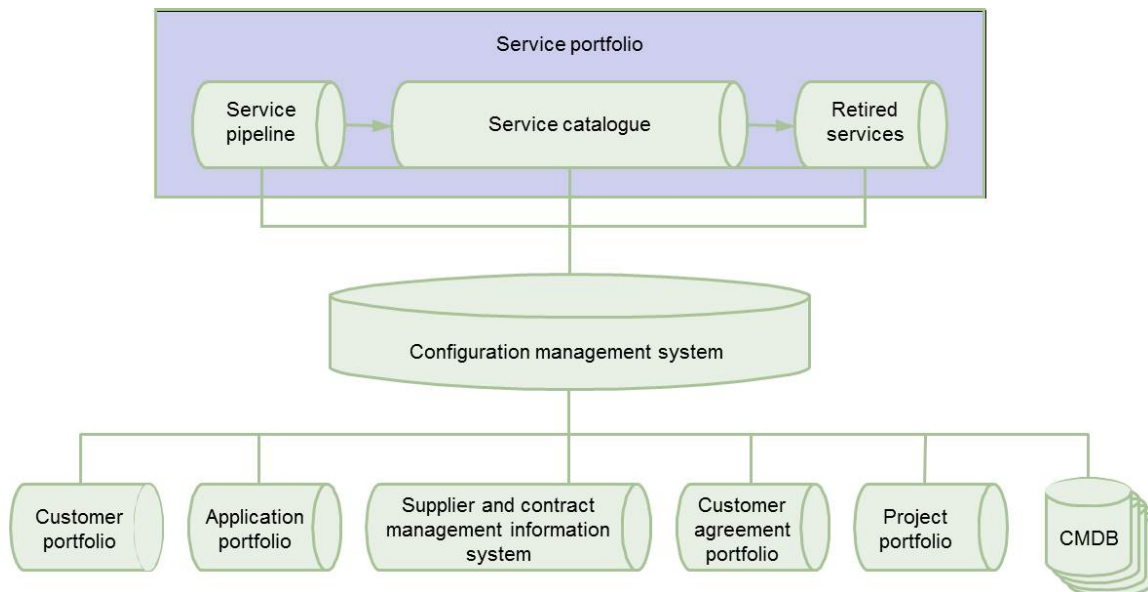 Service portfolio
Service
pipeline
Service catalogue
Retired
services
Configuration management system
Customer
portfolio
Application
portfolio
Supplier and contract
management information
system
Customer
agreement
portfolio
Project
portfolio
CMDB